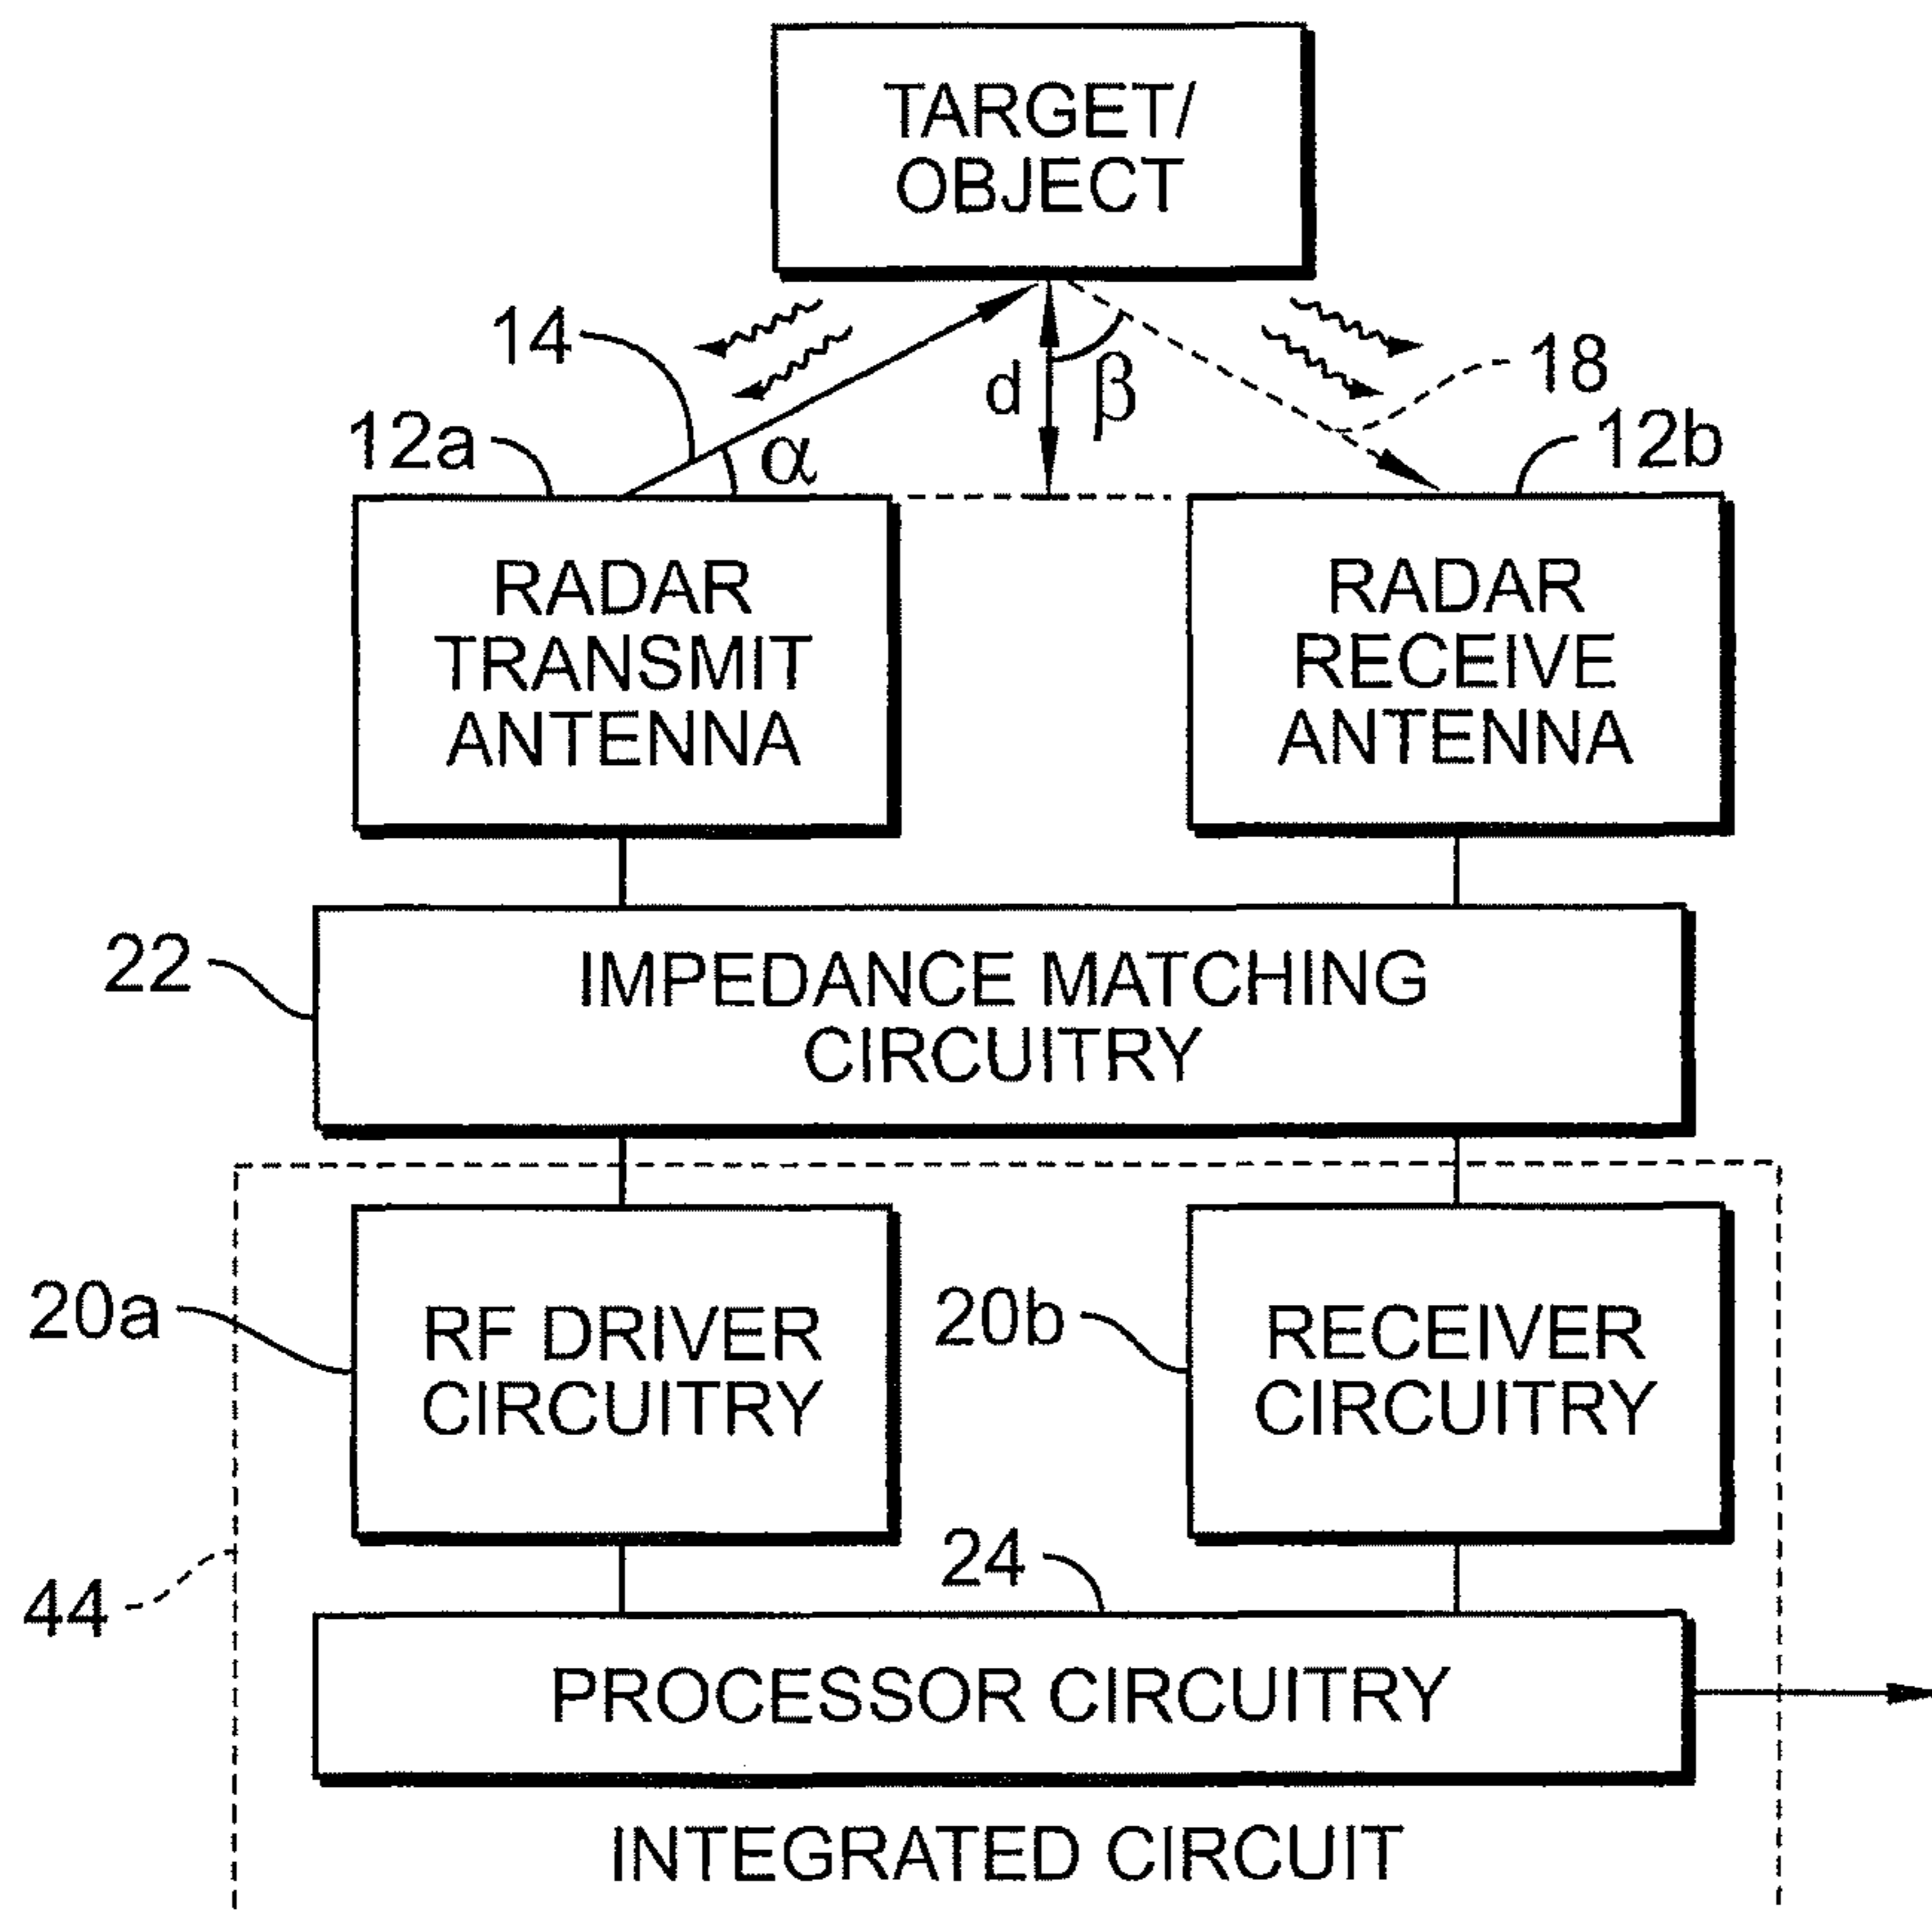 TARGET/
OBJECT
14
d
β
18
12a
α
12b
RADAR
TRANSMIT
ANTENNA
RADAR
RECEIVE
ANTENNA
22
IMPEDANCE MATCHING
CIRCUITRY
20a
RF DRIVER
CIRCUITRY
20b
RECEIVER
CIRCUITRY
44
24
PROCESSOR CIRCUITRY
INTEGRATED CIRCUIT